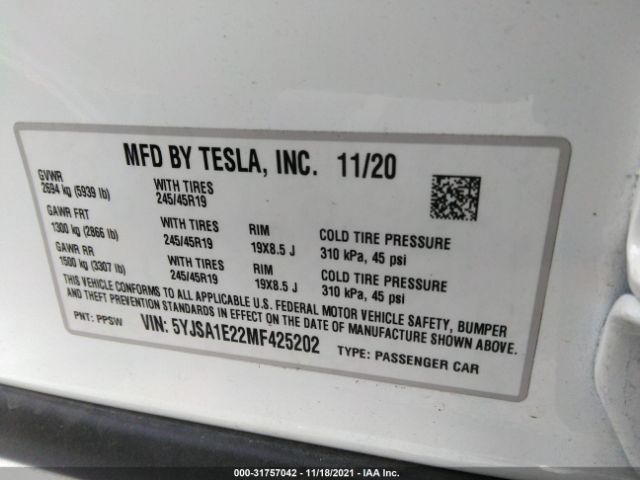 MFD BY TESLA, INC. 11/20
GVWR
2694 kg (5939 lb) WITH TIRES 245/45R19
GAWR FRT
1300 kg (2866 lb) WITH TIRES 245/45R19 RIM 19X8.5 J COLD TIRE PRESSURE 310 kPa, 45 psi
GAWR RR
1500 kg (3307 lb) WITH TIRES 245/45R19 RIM 19X8.5 J COLD TIRE PRESSURE 310 kPa, 45 psi
THIS VEHICLE CONFORMS TO ALL APPLICABLE U.S. FEDERAL MOTOR VEHICLE SAFETY, BUMPER
AND THEFT PREVENTION STANDARDS IN EFFECT ON THE DATE OF MANUFACTURE SHOWN ABOVE.
PNT: PPSW VIN: 5YJSA1E22MF425202 TYPE: PASSENGER CAR
000-31757042 - 11/18/2021 - IAA Inc.